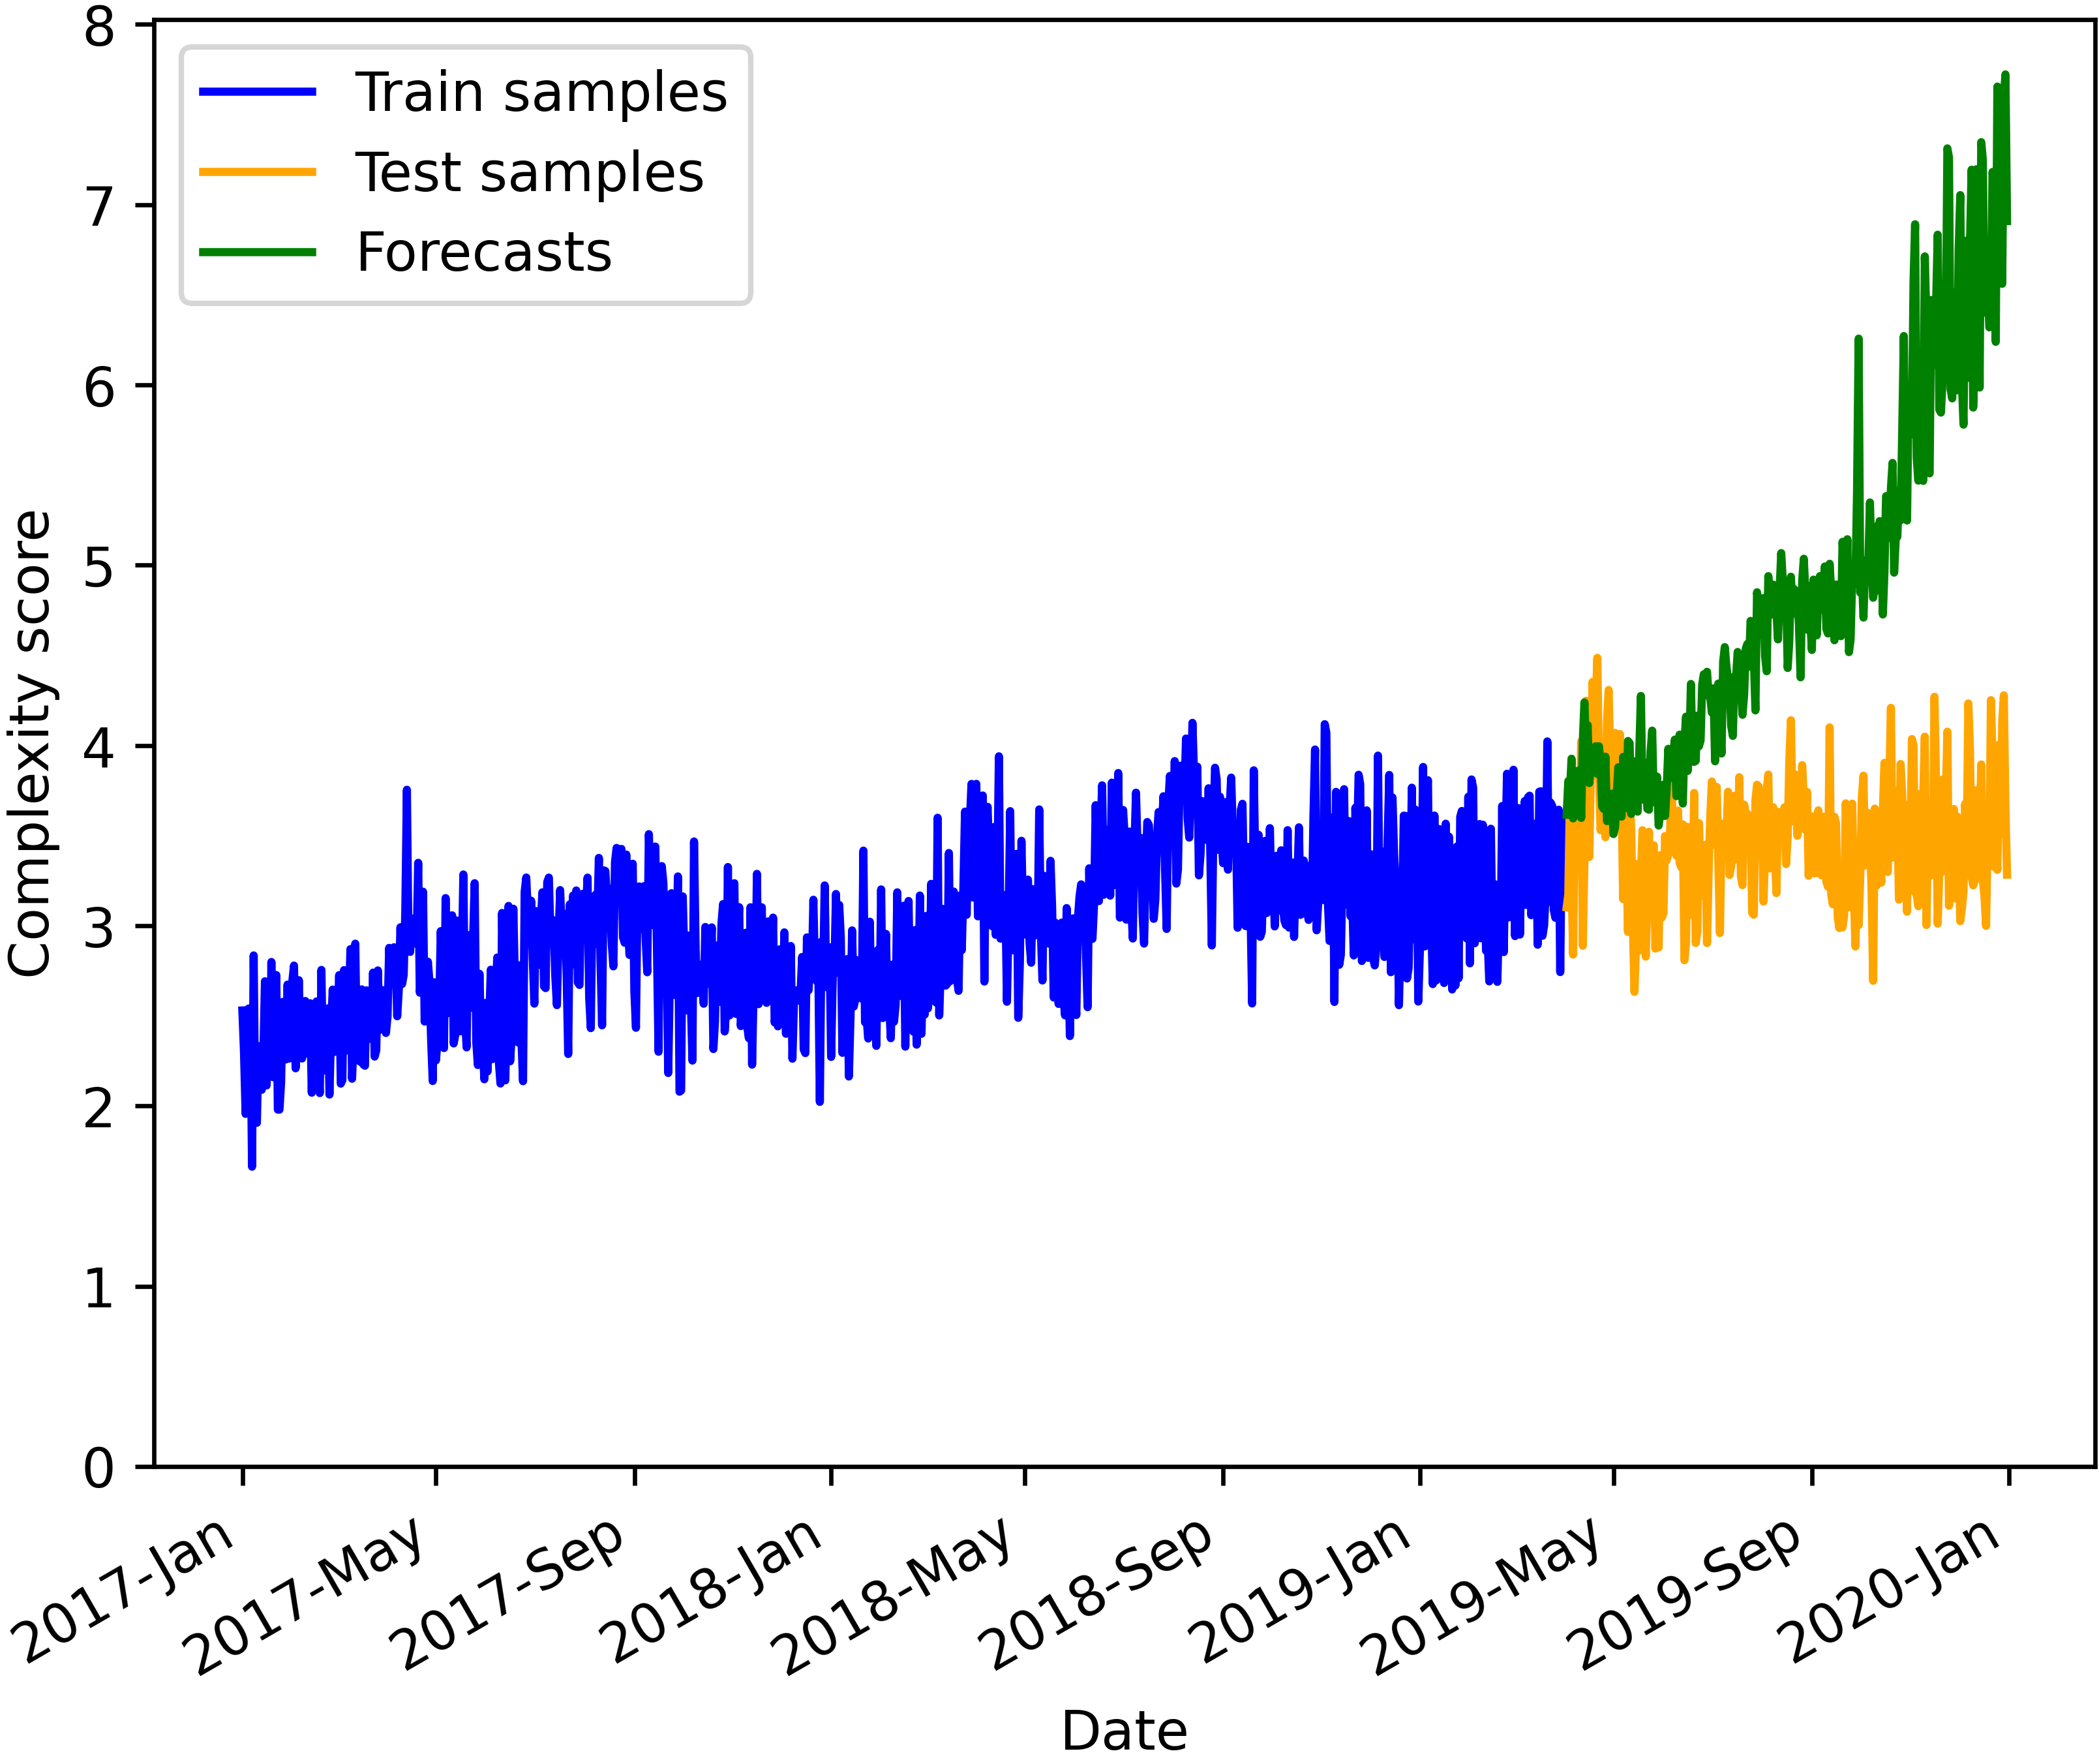 8
7
6
5
4
3
2
1
0
Complexity score
Train samples
Test samples
Forecasts
2017-Jan
2017-May
2017-Sep
2018-Jan
2018-May
2018-Sep
2019-Jan
2019-May
2019-Sep
2020-Jan
Date